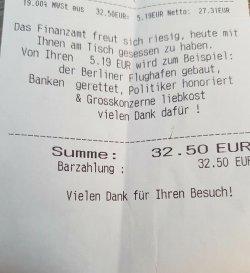 19.00% MWSt aus 32.50EUR: 5.19EUR Netto: 27.31EUR
Das Finanzamt freut sich riesig, heute mit
Ihnen am Tisch gesessen zu haben.
Von Ihren 5.19 EUR wird zum Beispiel:
der Berliner Flughafen gebaut,
Banken gerettet, Politiker honoriert
& Grosskonzerne liebkost
Vielen Dank dafür !
Summe: 32.50 EUR
Barzahlung : 32.50 EUR
Vielen Dank für Ihren Besuch!